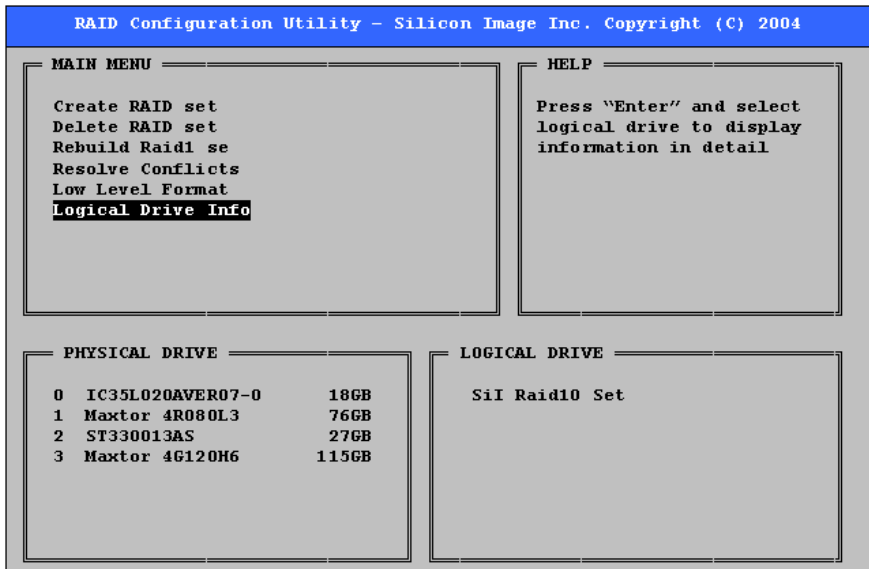 RAID Configuration Utility – Silicon Image Inc. Copyright (C) 2004
MAIN MENU
Create RAID set
Delete RAID set
Rebuild Raid1 se
Resolve Conflicts
Low Level Format
Logical Drive Info
HELP
Press “Enter” and select
logical drive to display
information in detail
PHYSICAL DRIVE
0 IC35L020AVER07-0 18GB
1 Maxtor 4R080L3 76GB
2 ST330013AS 27GB
3 Maxtor 4G120H6 115GB
LOGICAL DRIVE
SiI Raid10 Set